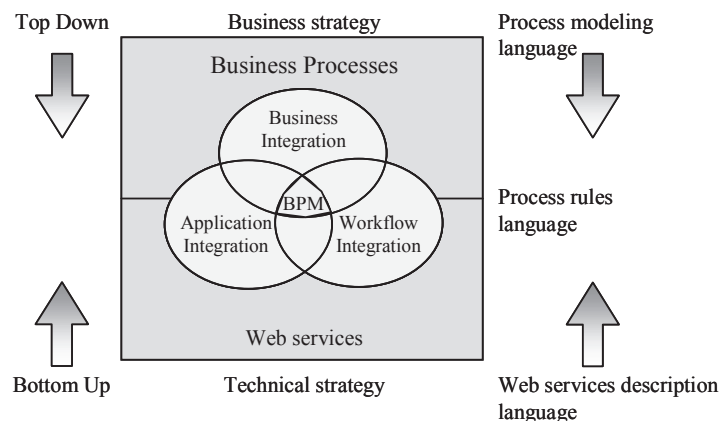 Top Down
Business strategy
Process modeling
language
Business Processes
Business
Integration
BPM
Application
Integration
Workflow
Integration
Process rules
language
Web services
Bottom Up
Technical strategy
Web services description
language